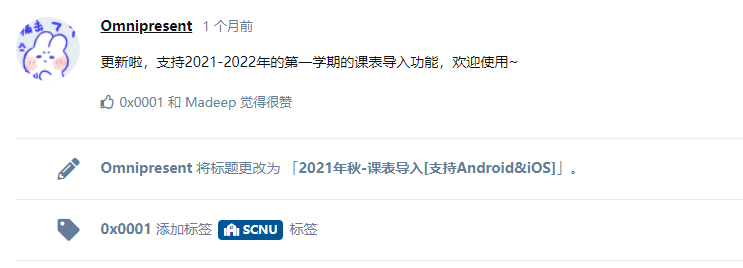 Omnipresent 1 个月前
更新啦，支持2021-2022年的第一学期的课表导入功能，欢迎使用~
0x0001 和 Madeep 觉得很赞
Omnipresent 将标题更改为 「2021年秋-课表导入[支持Android&iOS]」。
0x0001 添加标签 SCNU 标签